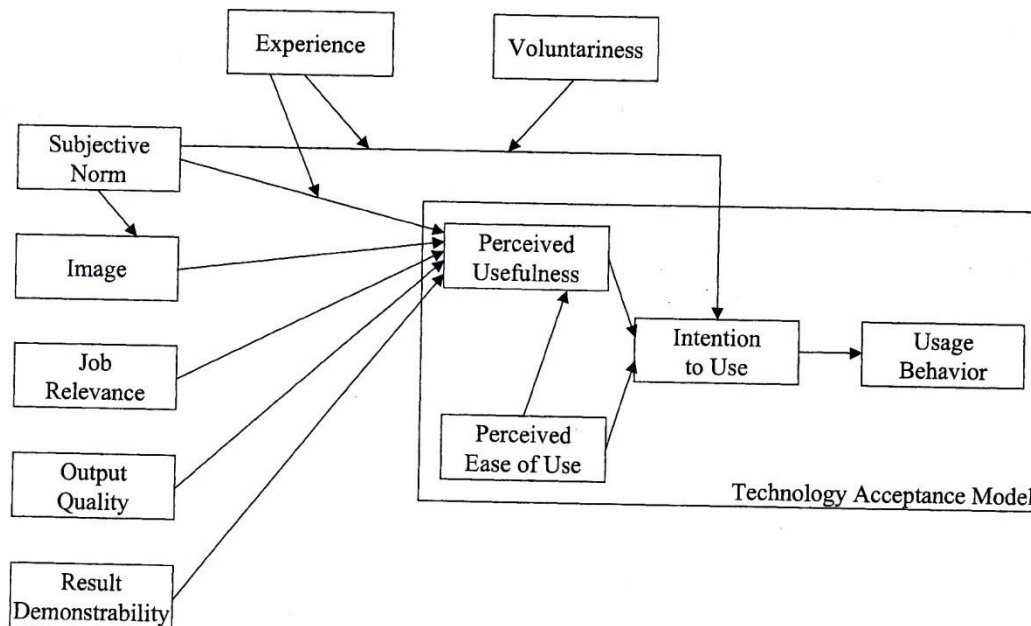 Experience
Voluntariness
Subjective
Norm
Image
Job
Relevance
Output
Quality
Result
Demonstrability
Perceived
Usefulness
Perceived
Ease of Use
Intention
to Use
Usage
Behavior
Technology Acceptance Model